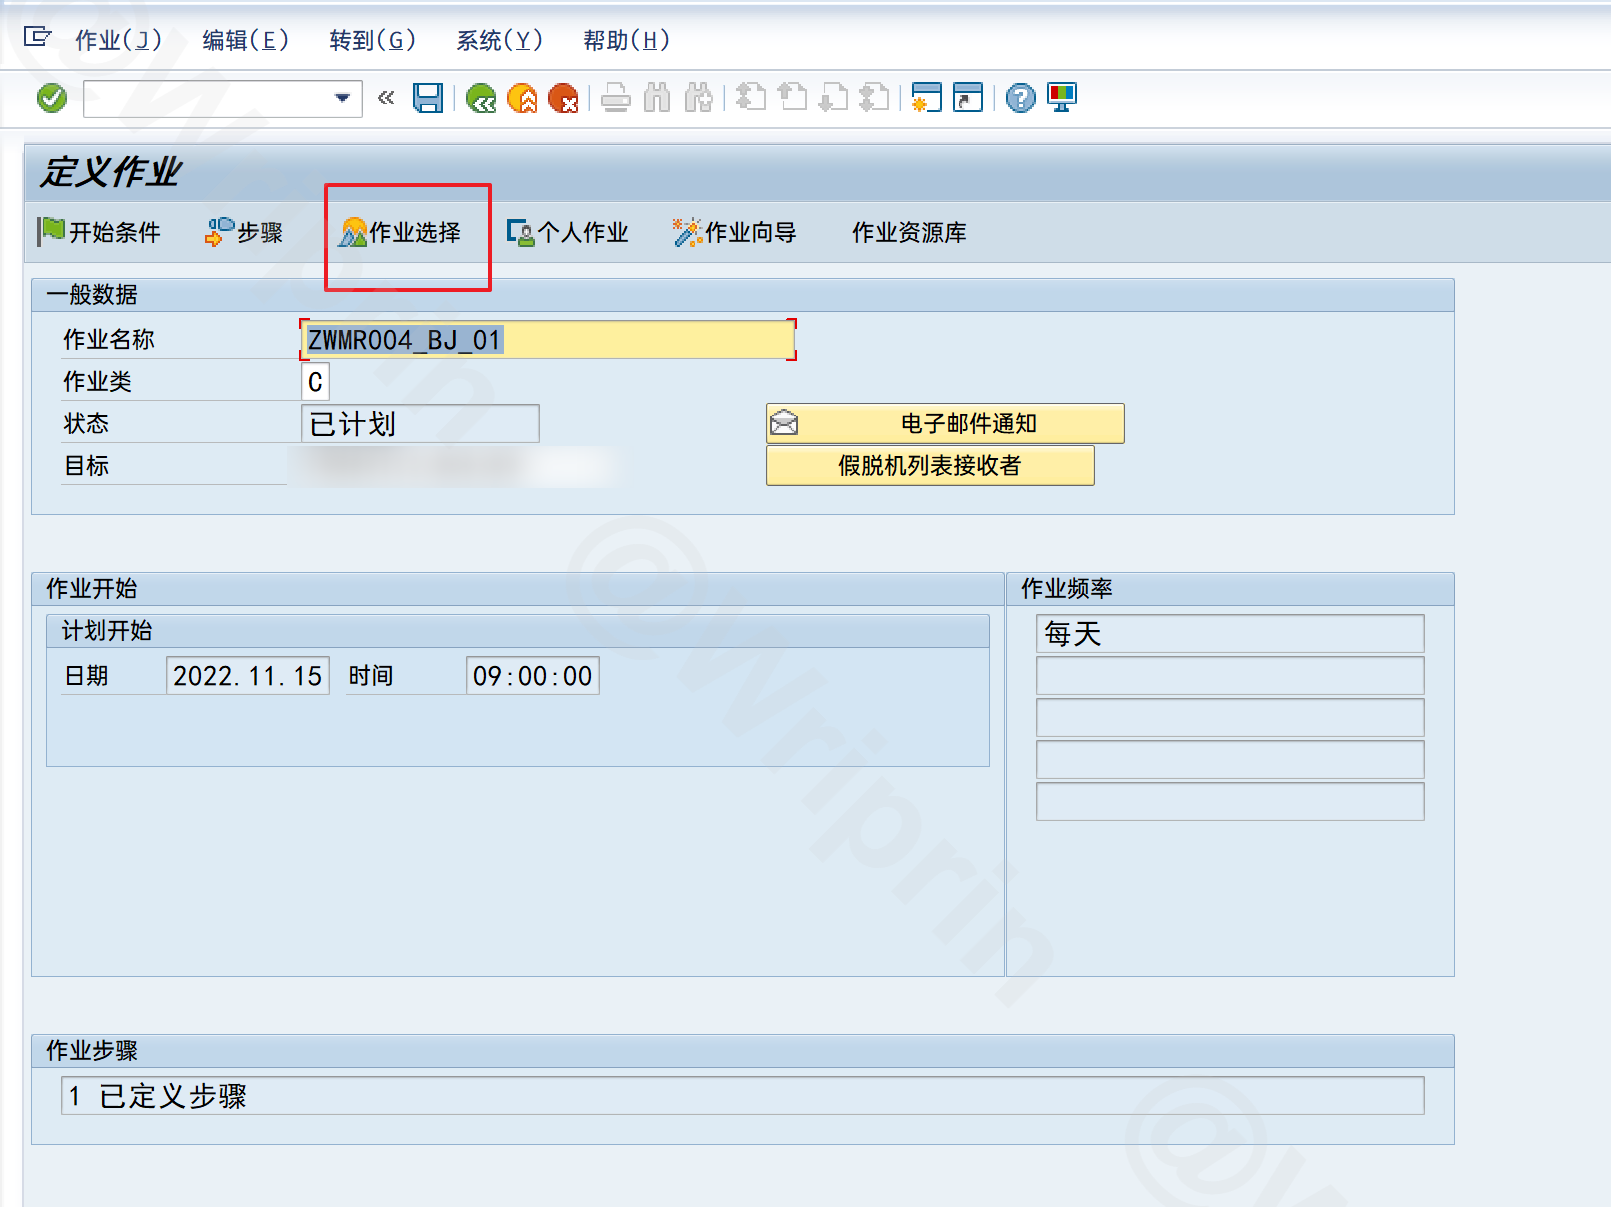 作业(J) 编辑(E) 转到(G) 系统(Y) 帮助(H)
定义作业
开始条件 步骤 作业选择 个人作业 作业向导 作业资源库
一般数据
作业名称 ZWMR004_BJ_01
作业类 C
状态 已计划 电子邮件通知
目标 假脱机列表接收者
作业开始 作业频率
计划开始 每天
日期 2022.11.15 时间 09:00:00
作业步骤
1 已定义步骤
@Wriprin
@Wriprin